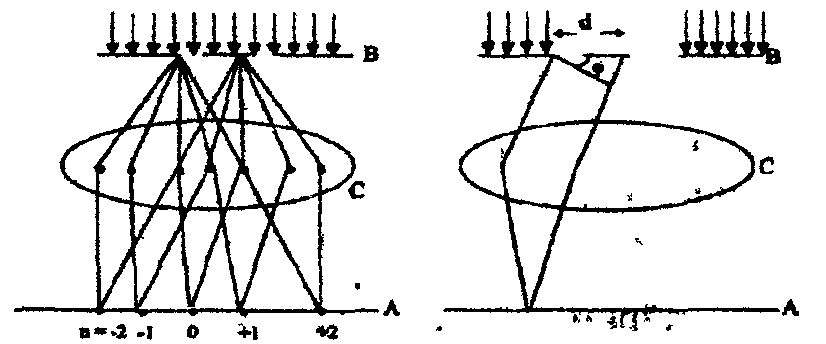 d
B B
φ
C C
A A
n = -2 -1 0 +1 +2